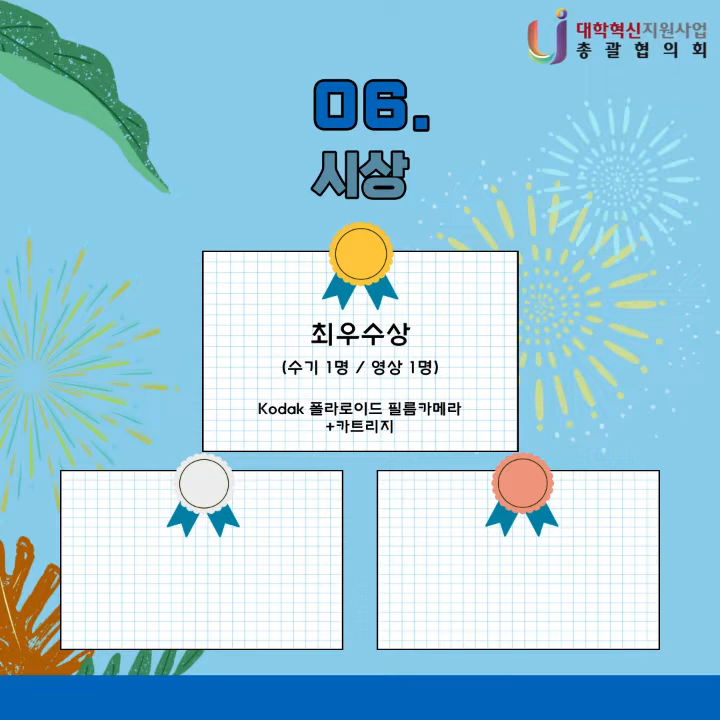 대학혁신지원사업
총괄협의회
06.
시상
최우수상
(수기 1명 / 영상 1명)
Kodak 폴라로이드 필름카메라
+카트리지